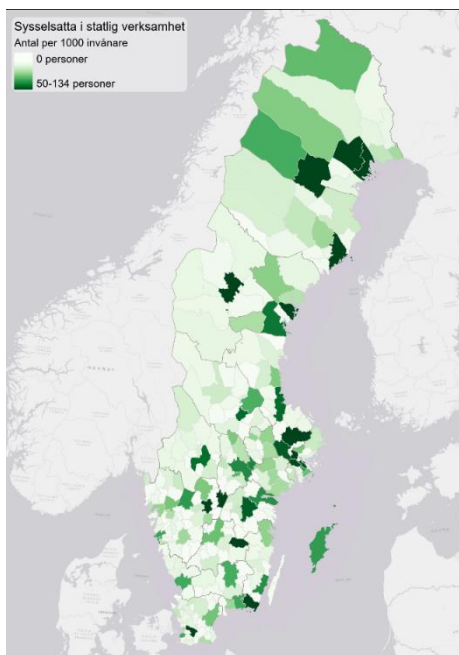 Sysselsatta i statlig verksamhet
Antal per 1000 invånare
0 personer
50-134 personer